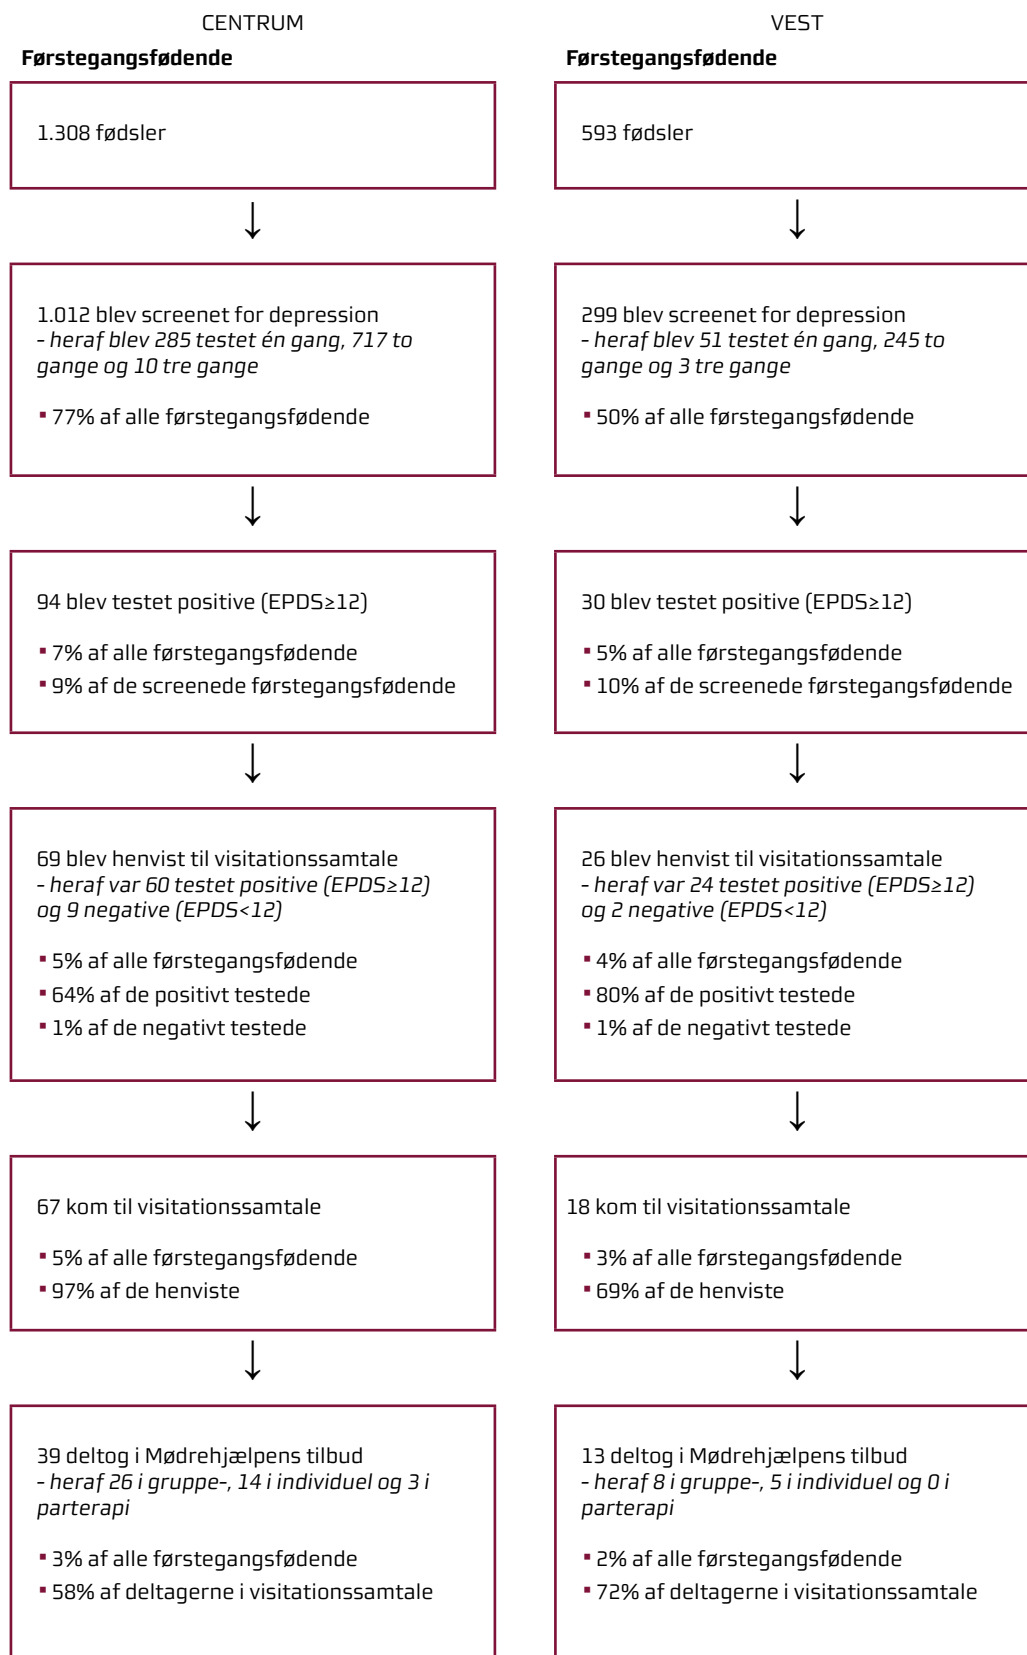 CENTRUM
Førstegangsfødende
1.308 fødsler
↓
1.012 blev screenet for depression
- heraf blev 285 testet én gang, 717 to
gange og 10 tre gange
▪ 77% af alle førstegangsfødende
↓
94 blev testet positive (EPDS≥12)
▪ 7% af alle førstegangsfødende
▪ 9% af de screenede førstegangsfødende
↓
69 blev henvist til visitationssamtale
- heraf var 60 testet positive (EPDS≥12)
og 9 negative (EPDS<12)
▪ 5% af alle førstegangsfødende
▪ 64% af de positivt testede
▪ 1% af de negativt testede
↓
67 kom til visitationssamtale
▪ 5% af alle førstegangsfødende
▪ 97% af de henviste
↓
39 deltog i Mødrehjælpens tilbud
- heraf 26 i gruppe-, 14 i individuel og 3 i
parterapi
▪ 3% af alle førstegangsfødende
▪ 58% af deltagerne i visitationssamtale
VEST
Førstegangsfødende
593 fødsler
↓
299 blev screenet for depression
- heraf blev 51 testet én gang, 245 to
gange og 3 tre gange
▪ 50% af alle førstegangsfødende
↓
30 blev testet positive (EPDS≥12)
▪ 5% af alle førstegangsfødende
▪ 10% af de screenede førstegangsfødende
↓
26 blev henvist til visitationssamtale
- heraf var 24 testet positive (EPDS≥12)
og 2 negative (EPDS<12)
▪ 4% af alle førstegangsfødende
▪ 80% af de positivt testede
▪ 1% af de negativt testede
↓
18 kom til visitationssamtale
▪ 3% af alle førstegangsfødende
▪ 69% af de henviste
↓
13 deltog i Mødrehjælpens tilbud
- heraf 8 i gruppe-, 5 i individuel og 0 i
parterapi
▪ 2% af alle førstegangsfødende
▪ 72% af deltagerne i visitationssamtale